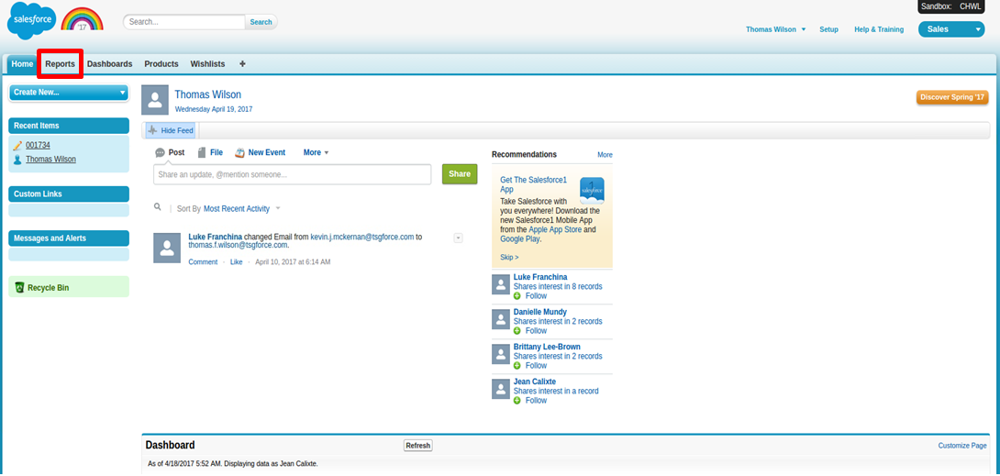 Sandbox: CHWL
salesforce
'17
Search...
Search
Thomas Wilson
Setup
Help & Training
Sales
Home
Reports
Dashboards
Products
Wishlists
+
Create New...
Recent Items
001734
Thomas Wilson
Custom Links
Messages and Alerts
Recycle Bin
Thomas Wilson
Wednesday April 19, 2017
Discover Spring '17
Hide Feed
Post
File
New Event
More
Share an update, @mention someone...
Share
Sort By Most Recent Activity
Luke Franchina changed Email from kevin.j.mckernan@tsgforce.com to
thomas.f.wilson@tsgforce.com.
Comment · Like · April 10, 2017 at 6:14 AM
Recommendations
More
Get The Salesforce1
App
salesforce
Take Salesforce with
you everywhere! Download the
new Salesforce1 Mobile App
from the Apple App Store and
Google Play.
Skip >
Luke Franchina
Shares interest in 8 records
Follow
Danielle Mundy
Shares interest in 2 records
Follow
Brittany Lee-Brown
Shares interest in 2 records
Follow
Jean Calixte
Shares interest in a record
Follow
Dashboard
Refresh
Customize Page
As of 4/18/2017 5:52 AM. Displaying data as Jean Calixte.